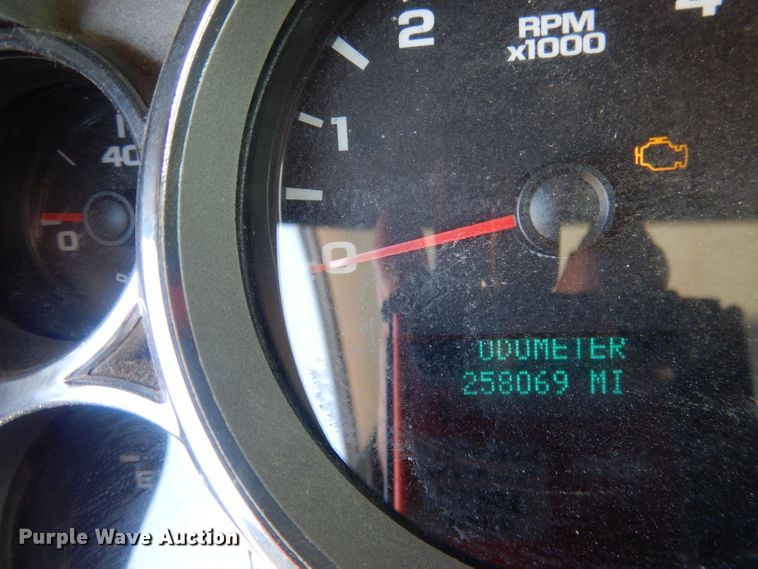 2
4
RPM
x1000
1
40
0
0
ODOMETER
258069 MI
E
Purple Wave Auction